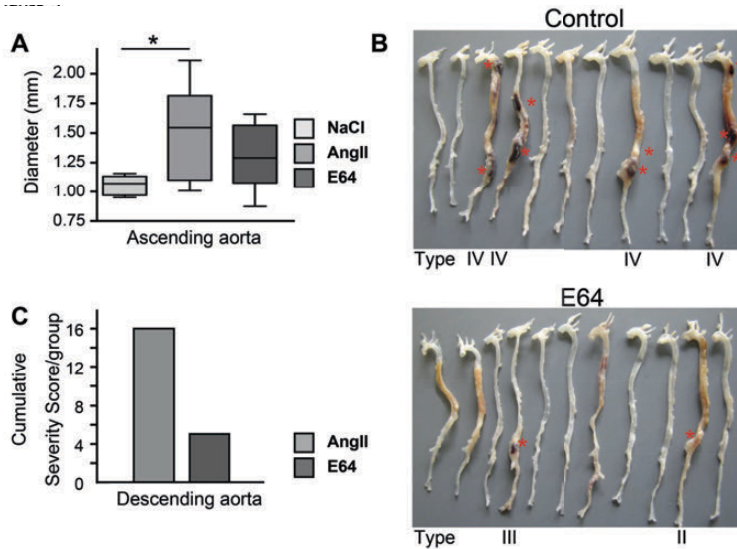 A
*
2.00
1.75
1.50
1.25
1.00
0.75
Diameter (mm)
Ascending aorta
NaCl
AngII
E64
B
Control
*
*
*
*
*
*
*
*
Type IV IV IV IV
C
16
12
8
4
0
Cumulative
Severity Score/group
Descending aorta
AngII
E64
E64
*
*
Type III II